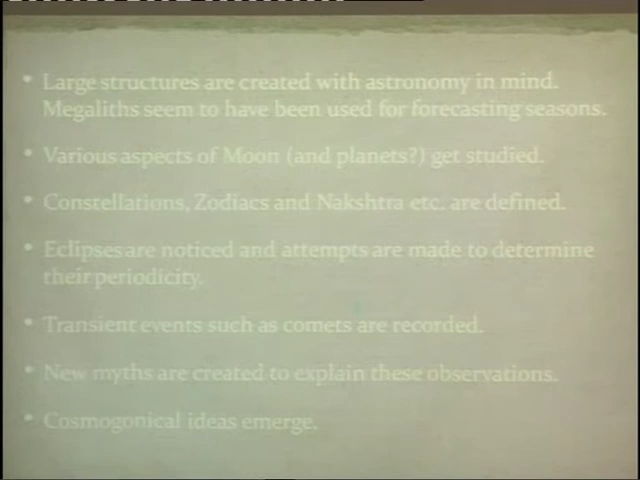 • Large structures are created with astronomy in mind.
Megaliths seem to have been used for forecasting seasons.
• Various aspects of Moon (and planets?) get studied.
• Constellations, Zodiacs and Nakshtra etc. are defined.
• Eclipses are noticed and attempts are made to determine
their periodicity.
• Transient events such as comets are recorded.
• New myths are created to explain these observations.
• Cosmogonical ideas emerge.